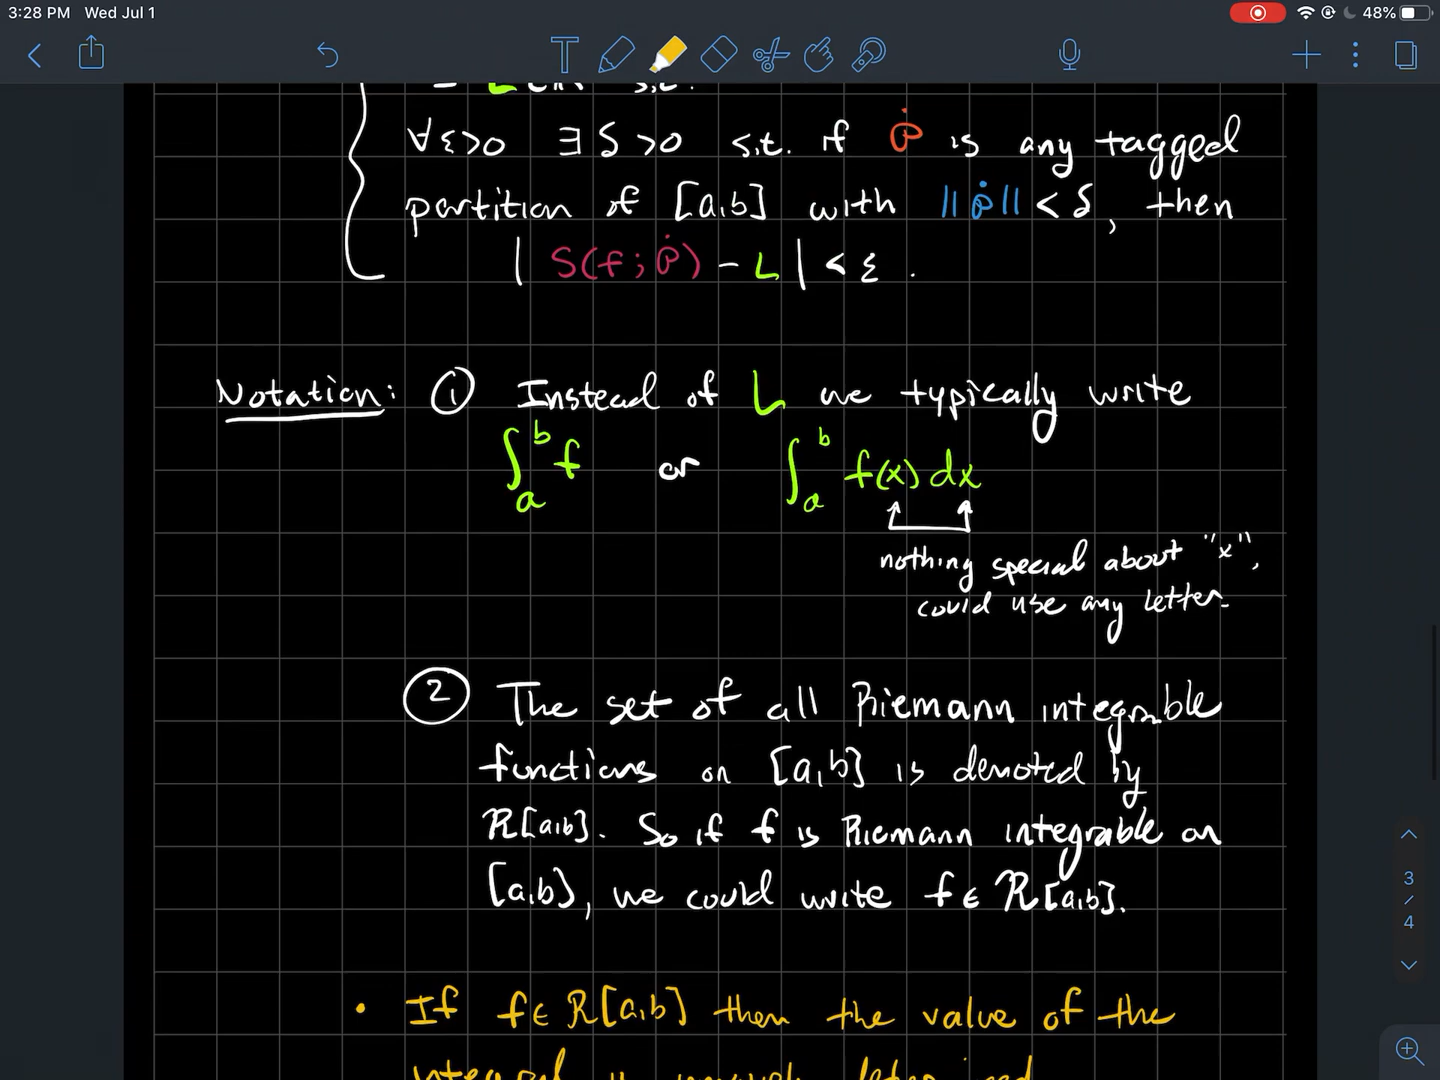 3:28 PM Wed Jul 1
48%
∃ L ∈ ℝ s.t.
∀ε>0 ∃ δ >0 s.t. if Ṗ is any tagged
partition of [a,b] with ||Ṗ|| < δ, then
| S(f; Ṗ) - L | < ε .
Notation: ① Instead of L we typically write
∫ₐᵇ f or ∫ₐᵇ f(x) dx
nothing special about "x",
could use any letter.
② The set of all Riemann integrable
functions on [a,b] is denoted by
R[a,b]. So if f is Riemann integrable on
[a,b], we could write f ∈ R[a,b].
• If f ∈ R[a,b] then the value of the
integral
3
/
4